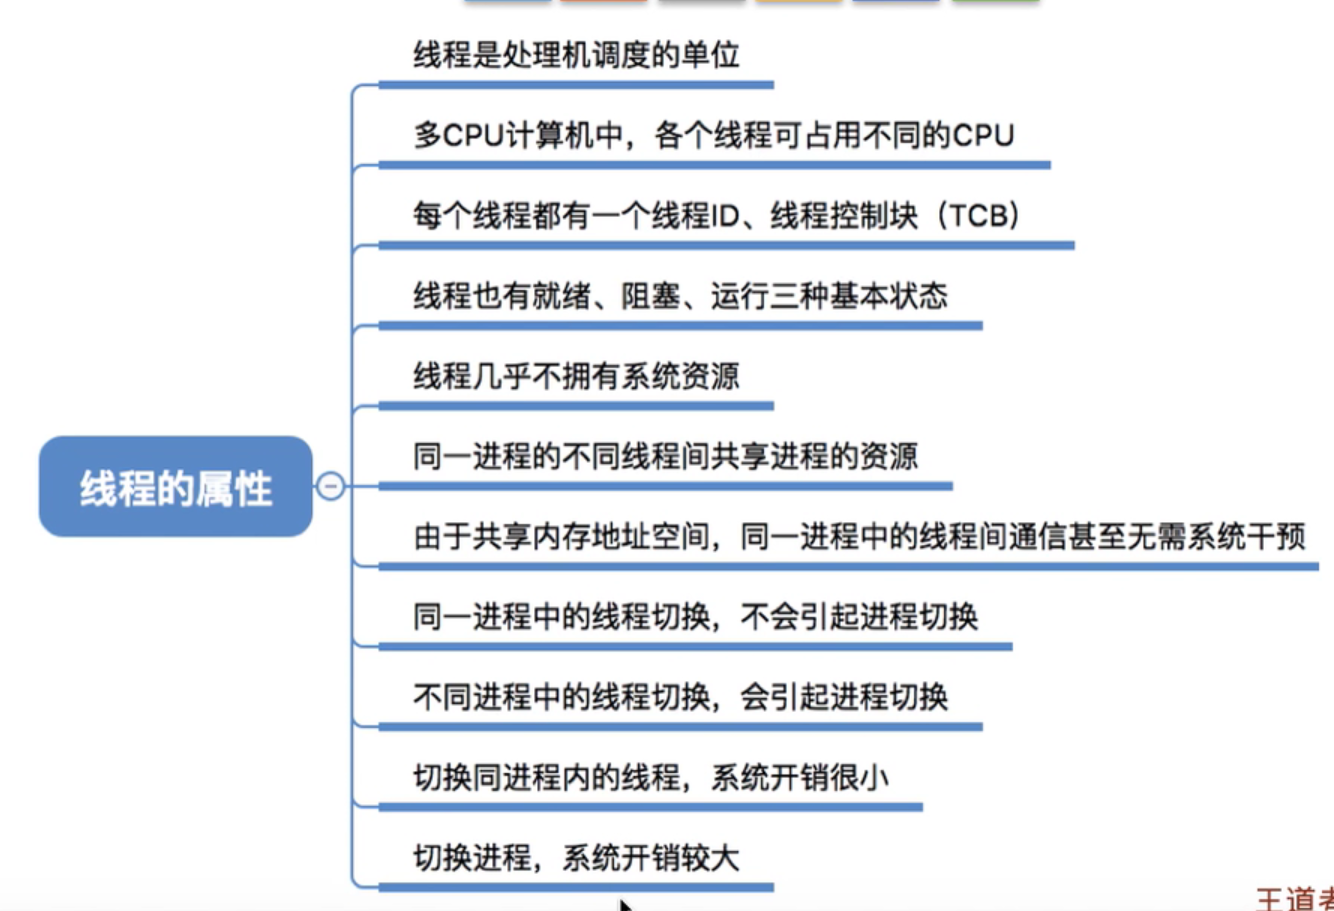 线程是处理机调度的单位
多CPU计算机中，各个线程可占用不同的CPU
每个线程都有一个线程ID、线程控制块（TCB）
线程也有就绪、阻塞、运行三种基本状态
线程几乎不拥有系统资源
同一进程的不同线程间共享进程的资源
线程的属性
由于共享内存地址空间，同一进程中的线程间通信甚至无需系统干预
同一进程中的线程切换，不会引起进程切换
不同进程中的线程切换，会引起进程切换
切换同进程内的线程，系统开销很小
切换进程，系统开销较大
王道考